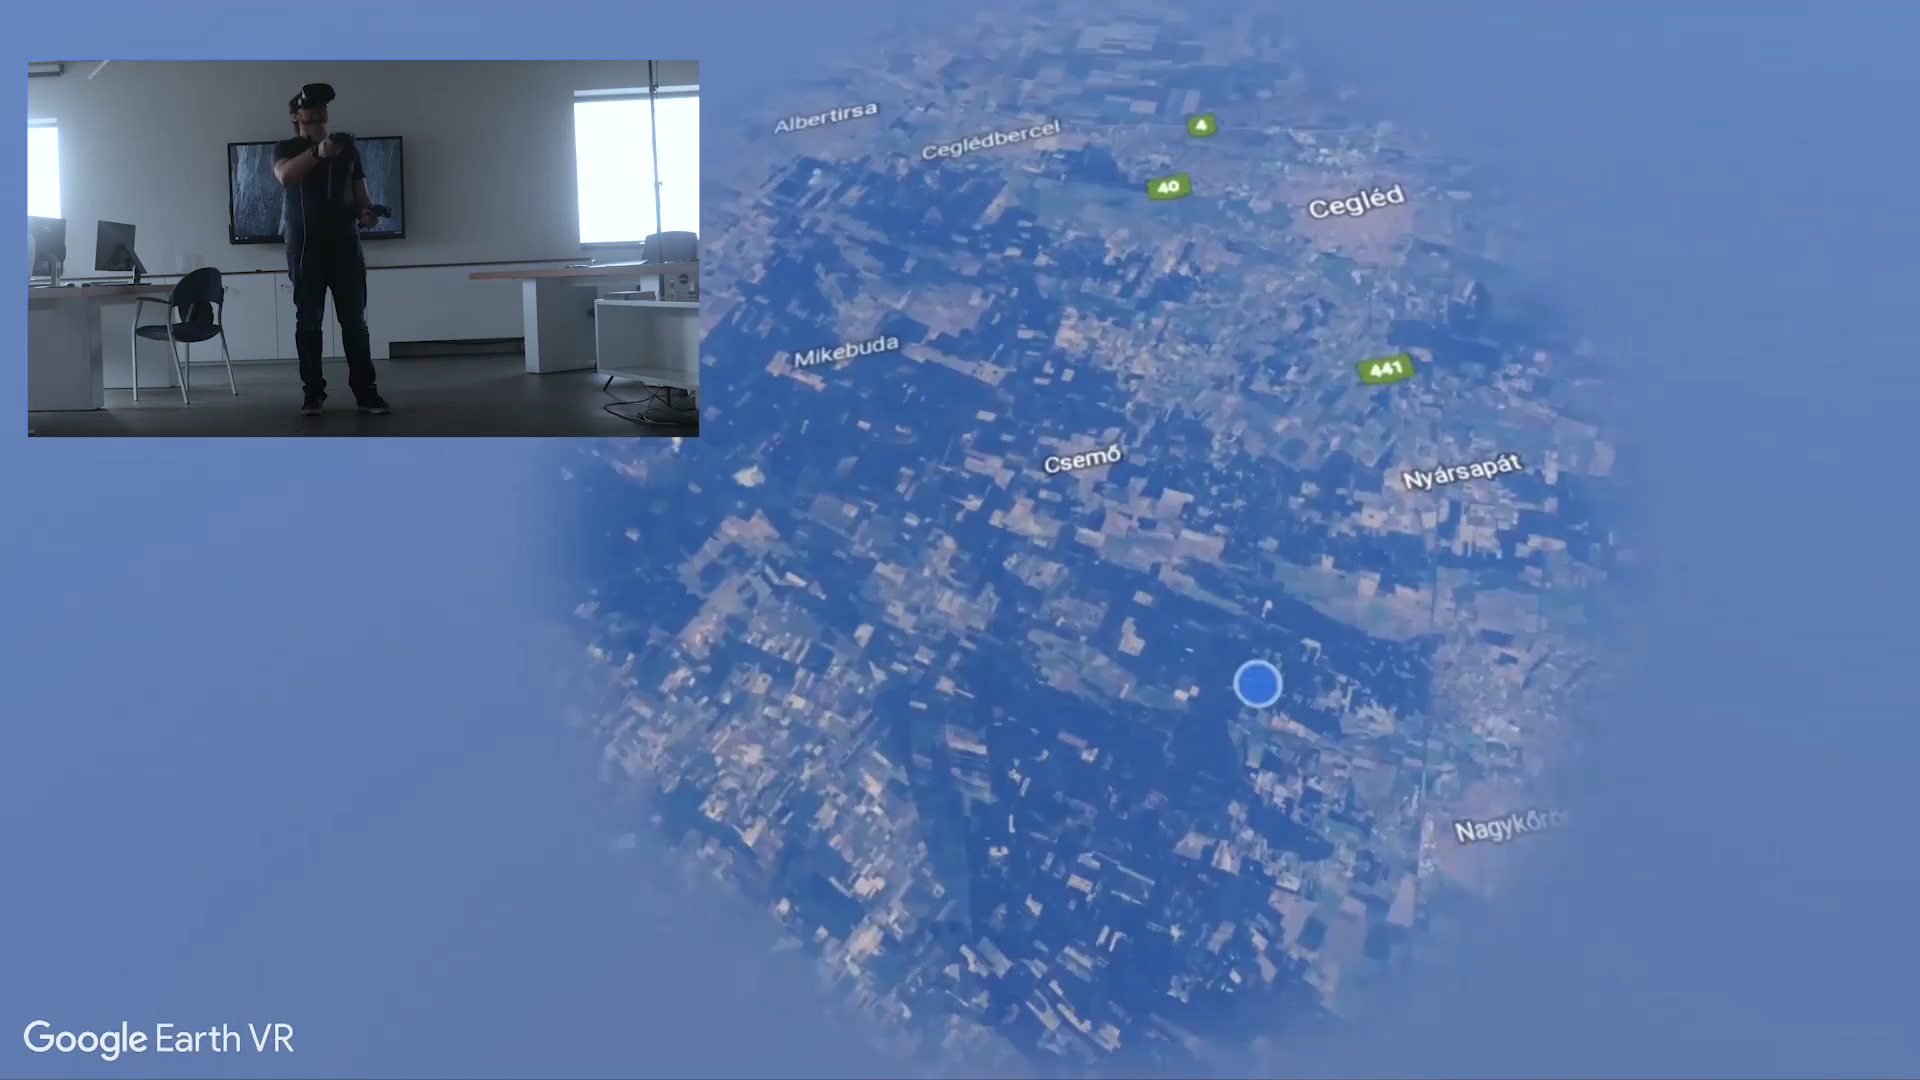 Albertirsa
Ceglédbercel
4
40
Cegléd
Mikebuda
441
Csemő
Nyársapát
Google Earth VR